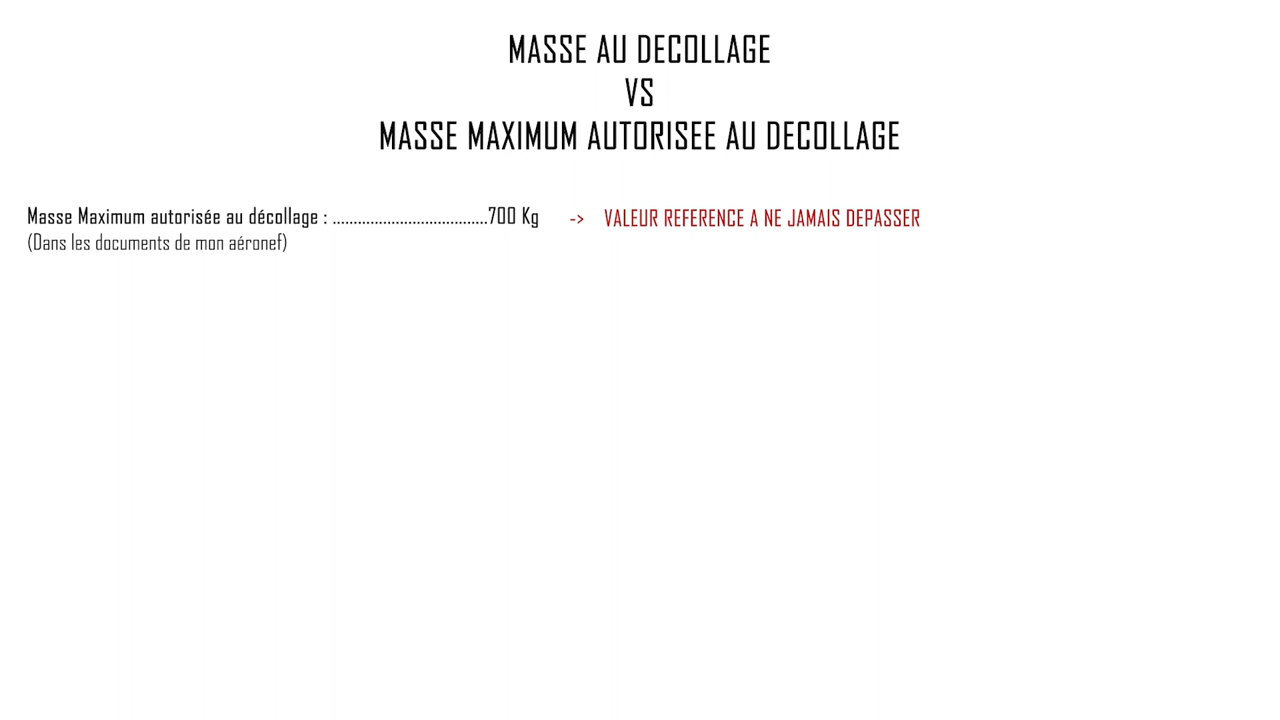 MASSE AU DECOLLAGE
VS
MASSE MAXIMUM AUTORISEE AU DECOLLAGE
Masse Maximum autorisée au décollage : .....................................700 Kg -> VALEUR REFERENCE A NE JAMAIS DEPASSER
(Dans les documents de mon aéronef)